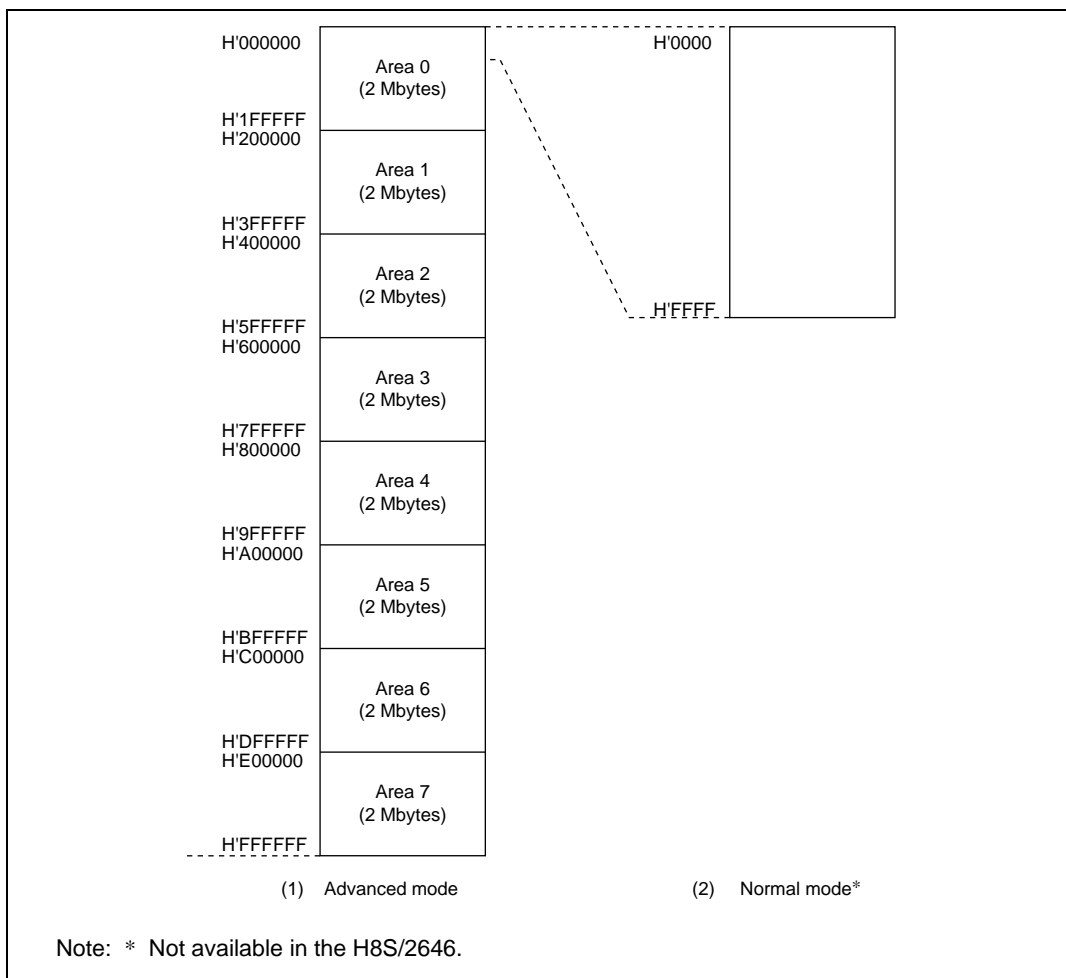 H'000000
Area 0
(2 Mbytes)
H'1FFFFF
H'200000
Area 1
(2 Mbytes)
H'3FFFFF
H'400000
Area 2
(2 Mbytes)
H'5FFFFF
H'600000
Area 3
(2 Mbytes)
H'7FFFFF
H'800000
Area 4
(2 Mbytes)
H'9FFFFF
H'A00000
Area 5
(2 Mbytes)
H'BFFFFF
H'C00000
Area 6
(2 Mbytes)
H'DFFFFF
H'E00000
Area 7
(2 Mbytes)
H'FFFFFF
(1) Advanced mode
H'0000
H'FFFF
(2) Normal mode*
Note: * Not available in the H8S/2646.